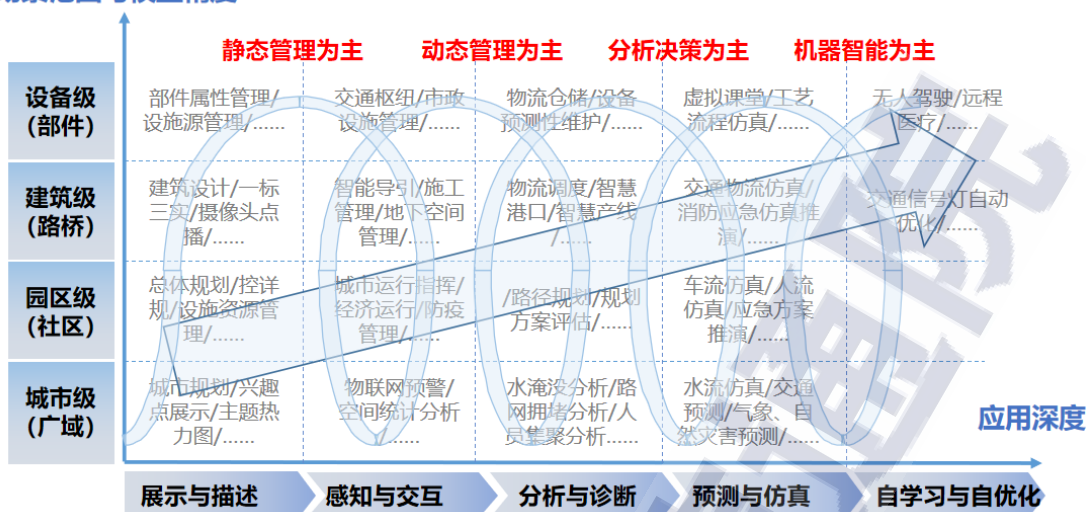 静态管理为主 动态管理为主 分析决策为主 机器智能为主
设备级
(部件)
部件属性管理/
设施源管理/......
交通枢纽/市政
设施管理/......
物流仓储/设备
预测性维护/......
虚拟课堂/工艺
流程仿真/......
无人驾驶/远程
医疗/......
建筑级
(路桥)
建筑设计/一标
三实/摄像头点
播/......
智能导引/施工
管理/地下空间
管理/......
物流调度/智慧
港口/智慧产线
/......
交通物流仿真/
消防应急仿真推
演/......
交通信号灯自动
优化/......
园区级
(社区)
总体规划/控详
规/设施资源管
理/......
城市运行指挥/
经济运行/防疫
管理/......
/路径规划/规划
方案评估/......
车流仿真/人流
仿真/应急方案
推演/......
城市级
(广域)
城市规划/兴趣
点展示/主题热
力图/......
物联网预警/
空间统计分析
/......
水淹没分析/路
网拥堵分析/人
员集聚分析......
水流仿真/交通
预测/气象、自
然灾害预测/......
应用深度
展示与描述 感知与交互 分析与诊断 预测与仿真 自学习与自优化